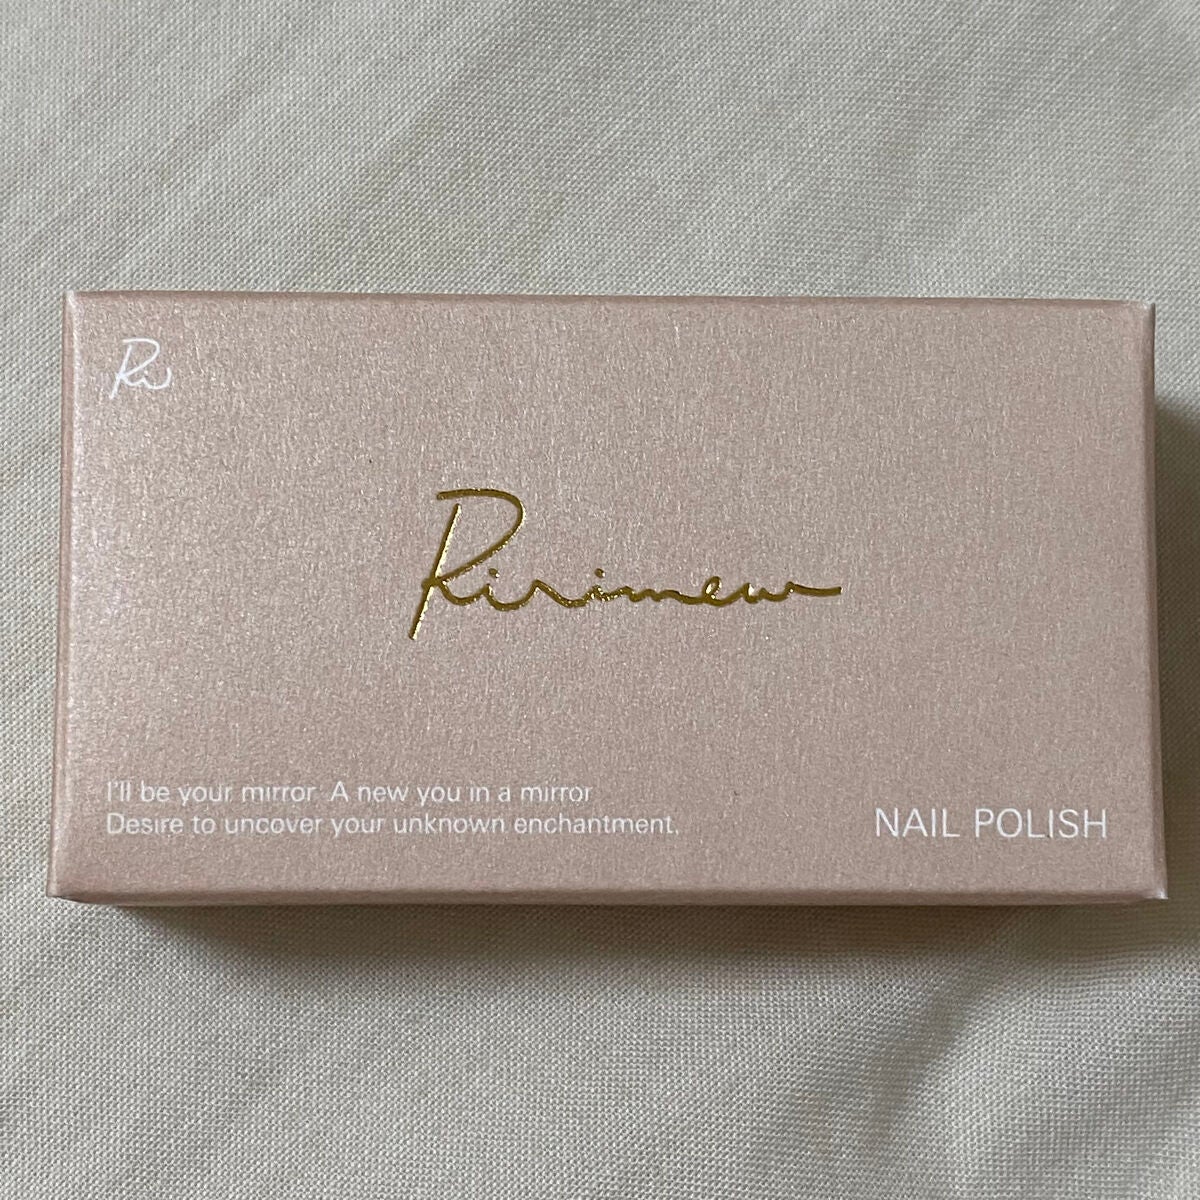 Ri
Ririmew
I'll be your mirror A new you in a mirror
Desire to uncover your unknown enchantment.
NAIL POLISH